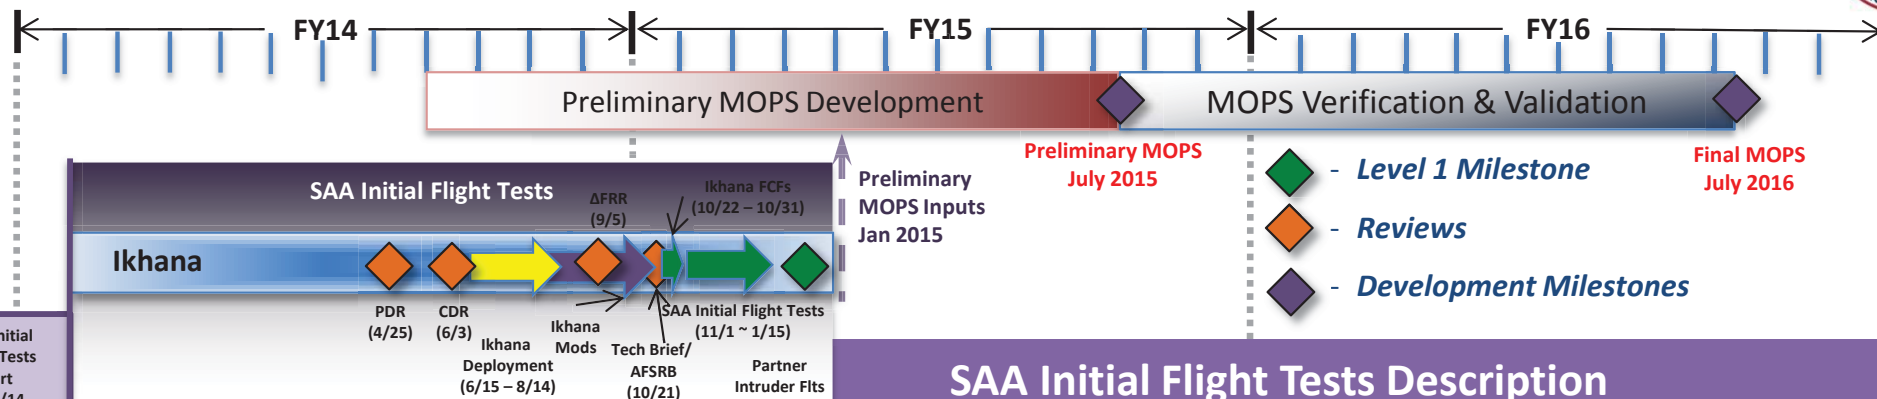 FY14
FY15
FY16
Preliminary MOPS Development
MOPS Verification & Validation
Preliminary MOPS
July 2015
Final MOPS
July 2016
SAA Initial Flight Tests
ΔFRR
(9/5)
Ikhana FCFs
(10/22 – 10/31)
Preliminary
MOPS Inputs
Jan 2015
- Level 1 Milestone
- Reviews
- Development Milestones
Ikhana
PDR
(4/25)
CDR
(6/3)
Ikhana
Deployment
(6/15 – 8/14)
Ikhana
Mods
Tech Brief/
AFSRB
(10/21)
SAA Initial Flight Tests
(11/1 ~ 1/15)
Partner
Intruder Flts
Tests
SAA Initial Flight Tests Description